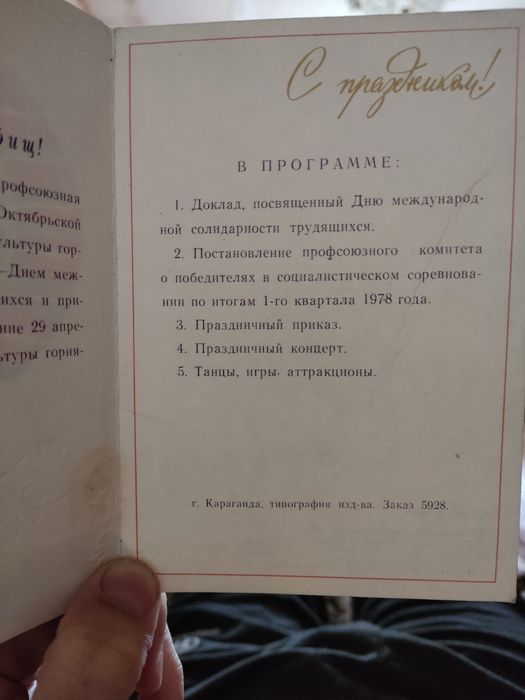 бищ!
рофсоюзная
Октябрьской
льтуры гор-
—Днем меж-
ихся и при-
ние 29 апре-
ьтуры горня-
С праздником!
В ПРОГРАММЕ:
1. Доклад, посвященный Дню международ-
ной солидарности трудящихся.
2. Постановление профсоюзного комитета
о победителях в социалистическом соревнова-
нии по итогам 1-го квартала 1978 года.
3. Праздничный приказ.
4. Праздничный концерт.
5. Танцы, игры, аттракционы.
г. Караганда, типография изд-ва. Заказ 5928.